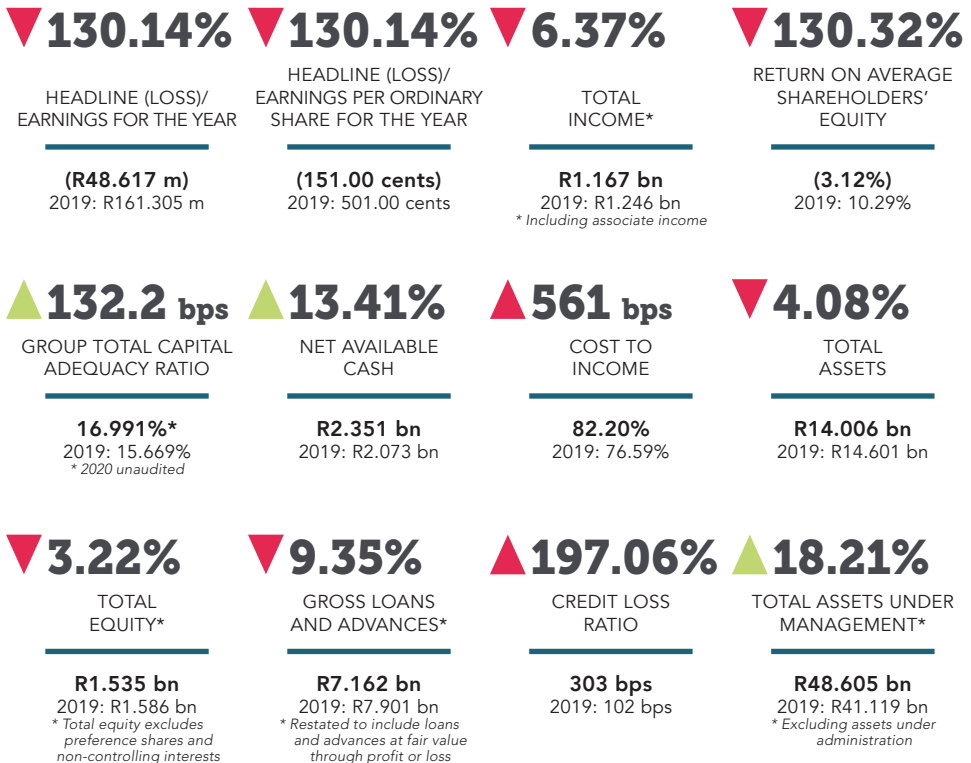 130.14%
HEADLINE (LOSS)/
EARNINGS FOR THE YEAR
(R48.617 m)
2019: R161.305 m
130.14%
HEADLINE (LOSS)/
EARNINGS PER ORDINARY
SHARE FOR THE YEAR
(151.00 cents)
2019: 501.00 cents
6.37%
TOTAL
INCOME*
R1.167 bn
2019: R1.246 bn
* Including associate income
130.32%
RETURN ON AVERAGE
SHAREHOLDERS'
EQUITY
(3.12%)
2019: 10.29%
132.2 bps
GROUP TOTAL CAPITAL
ADEQUACY RATIO
16.991%*
2019: 15.669%
* 2020 unaudited
13.41%
NET AVAILABLE
CASH
R2.351 bn
2019: R2.073 bn
561 bps
COST TO
INCOME
82.20%
2019: 76.59%
4.08%
TOTAL
ASSETS
R14.006 bn
2019: R14.601 bn
3.22%
TOTAL
EQUITY*
R1.535 bn
2019: R1.586 bn
* Total equity excludes
preference shares and
non-controlling interests
9.35%
GROSS LOANS
AND ADVANCES*
R7.162 bn
2019: R7.901 bn
* Restated to include loans
and advances at fair value
through profit or loss
197.06%
CREDIT LOSS
RATIO
303 bps
2019: 102 bps
18.21%
TOTAL ASSETS UNDER
MANAGEMENT*
R48.605 bn
2019: R41.119 bn
* Excluding assets under
administration